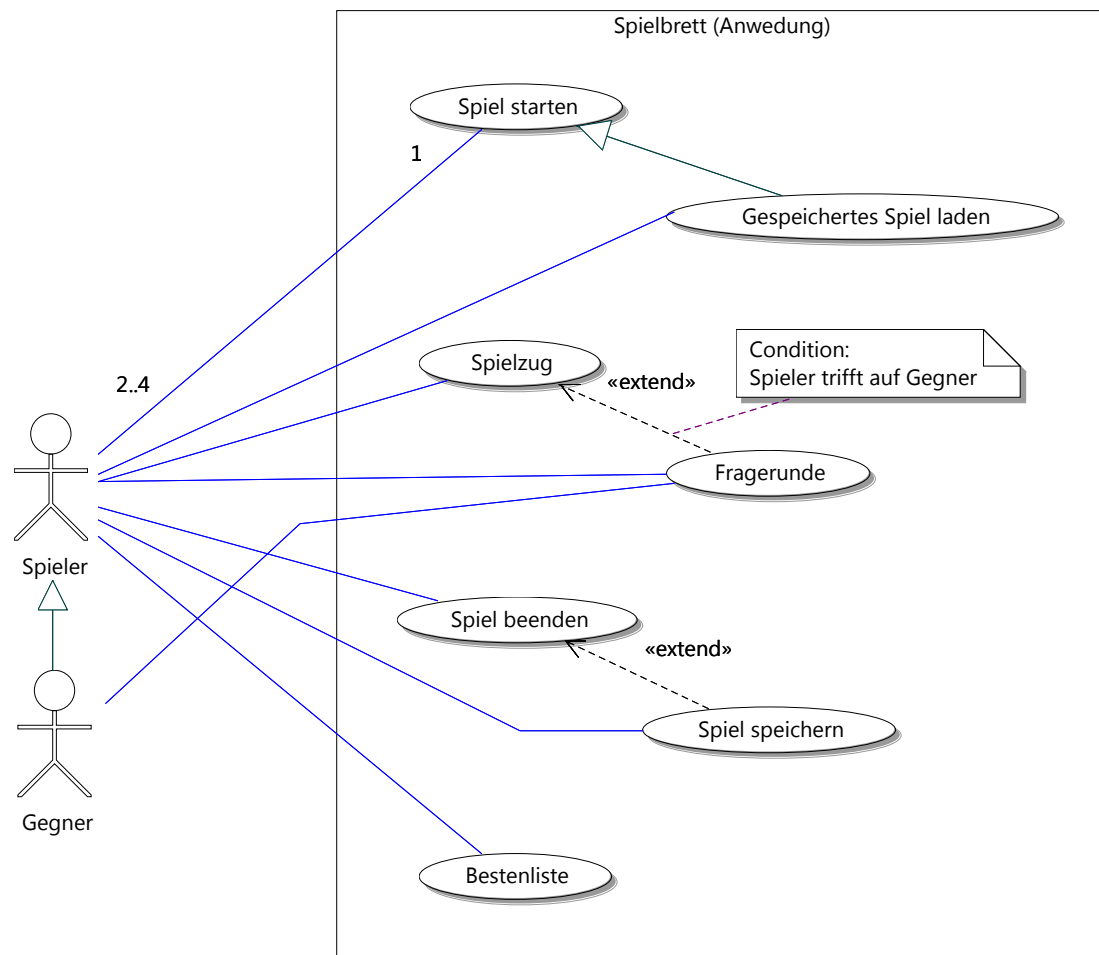 Spielbrett (Anwedung)
Spiel starten
1
Gespeichertes Spiel laden
Condition:
Spieler trifft auf Gegner
Spielzug
«extend»
2..4
Fragerunde
Spieler
Spiel beenden
«extend»
Spiel speichern
Gegner
Bestenliste